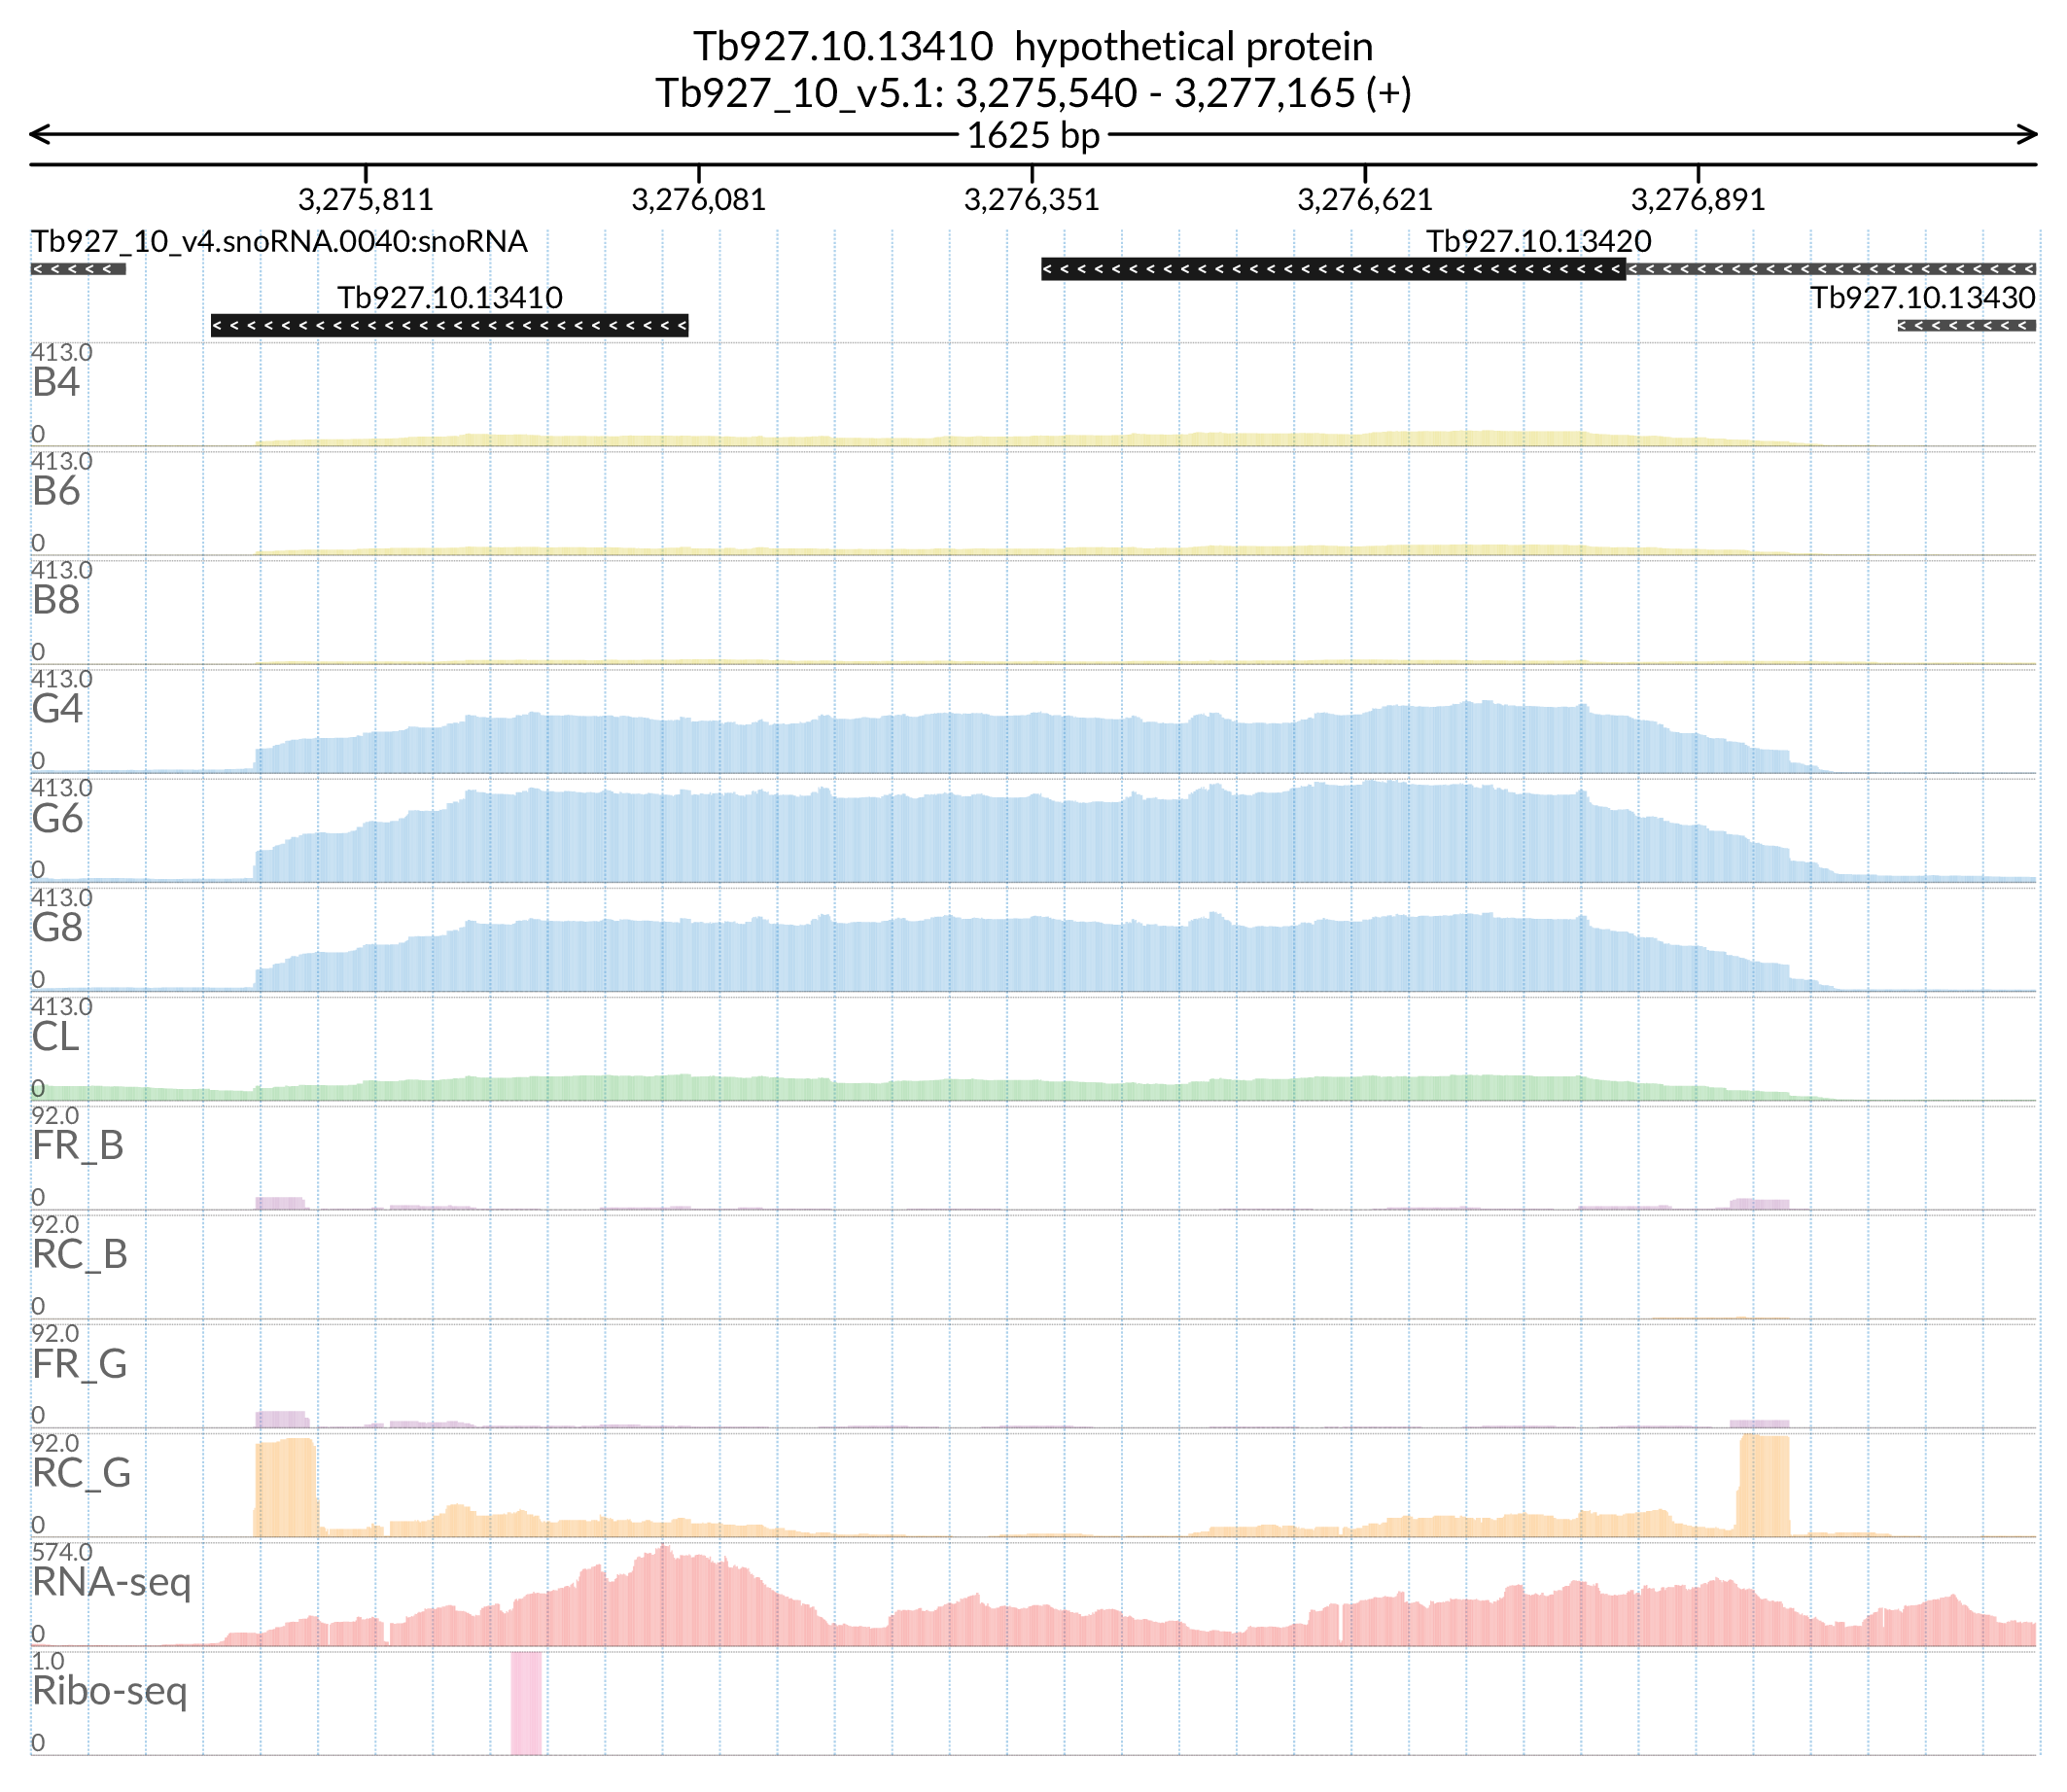 Tb927.10.13410  hypothetical protein
Tb927_10_v5.1: 3,275,540 - 3,277,165 (+)
1625 bp
3,275,811 3,276,081 3,276,351 3,276,621 3,276,891
Tb927_10_v4.snoRNA.0040:snoRNA Tb927.10.13420
Tb927.10.13410 Tb927.10.13430
413.0
B4
0
413.0
B6
0
413.0
B8
0
413.0
G4
0
413.0
G6
0
413.0
G8
0
413.0
CL
0
92.0
FR_B
0
92.0
RC_B
0
92.0
FR_G
0
92.0
RC_G
0
574.0
RNA-seq
0
1.0
Ribo-seq
0